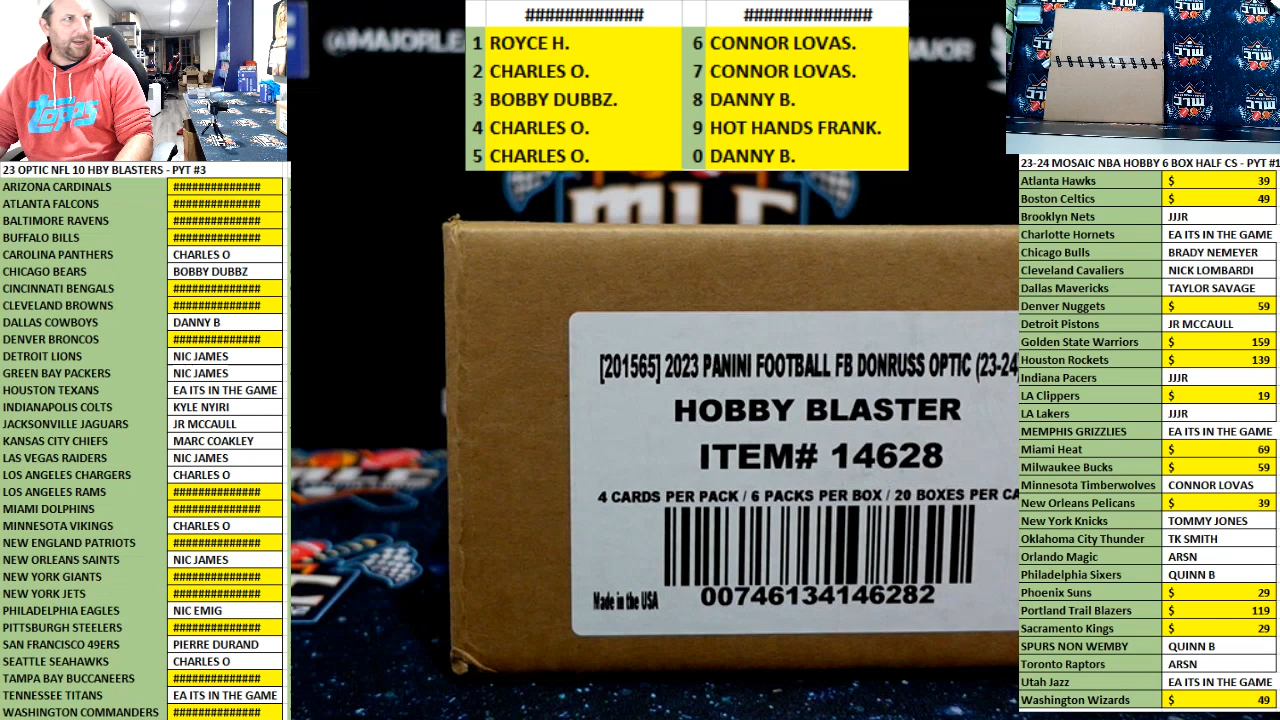 ############ ############
1 ROYCE H. 6 CONNOR LOVAS.
2 CHARLES O. 7 CONNOR LOVAS.
3 BOBBY DUBBZ. 8 DANNY B.
4 CHARLES O. 9 HOT HANDS FRANK.
5 CHARLES O. 0 DANNY B.
Topps
23 OPTIC NFL 10 HBY BLASTERS - PYT #3
ARIZONA CARDINALS ##############
ATLANTA FALCONS ##############
BALTIMORE RAVENS ##############
BUFFALO BILLS ##############
CAROLINA PANTHERS CHARLES O
CHICAGO BEARS BOBBY DUBBZ
CINCINNATI BENGALS ##############
CLEVELAND BROWNS ##############
DALLAS COWBOYS DANNY B
DENVER BRONCOS ##############
DETROIT LIONS NIC JAMES
GREEN BAY PACKERS NIC JAMES
HOUSTON TEXANS EA ITS IN THE GAME
INDIANAPOLIS COLTS KYLE NYIRI
JACKSONVILLE JAGUARS JR MCCAULL
KANSAS CITY CHIEFS MARC COAKLEY
LAS VEGAS RAIDERS NIC JAMES
LOS ANGELES CHARGERS CHARLES O
LOS ANGELES RAMS ##############
MIAMI DOLPHINS ##############
MINNESOTA VIKINGS CHARLES O
NEW ENGLAND PATRIOTS ##############
NEW ORLEANS SAINTS NIC JAMES
NEW YORK GIANTS ##############
NEW YORK JETS ##############
PHILADELPHIA EAGLES NIC EMIG
PITTSBURGH STEELERS ##############
SAN FRANCISCO 49ERS PIERRE DURAND
SEATTLE SEAHAWKS CHARLES O
TAMPA BAY BUCCANEERS ##############
TENNESSEE TITANS EA ITS IN THE GAME
WASHINGTON COMMANDERS ##############
@MAJORLEA
MLC
[201565] 2023 PANINI FOOTBALL FB DONRUSS OPTIC (23-24
HOBBY BLASTER
ITEM# 14628
4 CARDS PER PACK / 6 PACKS PER BOX / 20 BOXES PER CA
Made in the USA
00746134146282
23-24 MOSAIC NBA HOBBY 6 BOX HALF CS - PYT #1
Atlanta Hawks $ 39
Boston Celtics $ 49
Brooklyn Nets JJJR
Charlotte Hornets EA ITS IN THE GAME
Chicago Bulls BRADY NEMEYER
Cleveland Cavaliers NICK LOMBARDI
Dallas Mavericks TAYLOR SAVAGE
Denver Nuggets $ 59
Detroit Pistons JR MCCAULL
Golden State Warriors $ 159
Houston Rockets $ 139
Indiana Pacers JJJR
LA Clippers $ 19
LA Lakers JJJR
MEMPHIS GRIZZLIES EA ITS IN THE GAME
Miami Heat $ 69
Milwaukee Bucks $ 59
Minnesota Timberwolves CONNOR LOVAS
New Orleans Pelicans $ 39
New York Knicks TOMMY JONES
Oklahoma City Thunder TK SMITH
Orlando Magic ARSN
Philadelphia Sixers QUINN B
Phoenix Suns $ 29
Portland Trail Blazers $ 119
Sacramento Kings $ 29
SPURS NON WEMBY QUINN B
Toronto Raptors ARSN
Utah Jazz EA ITS IN THE GAME
Washington Wizards $ 49